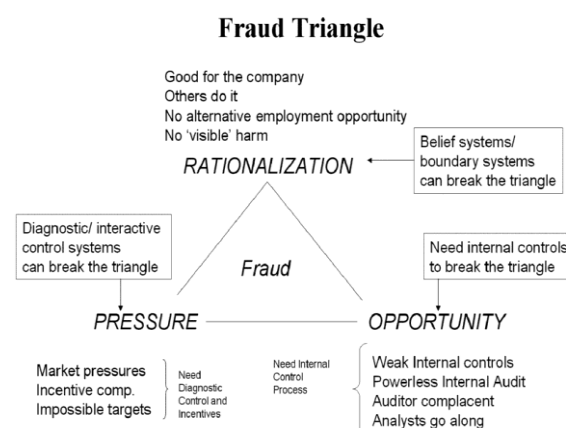 Fraud Triangle
Good for the company
Others do it
No alternative employment opportunity
No ‘visible’ harm
RATIONALIZATION
Belief systems/
boundary systems
can break the triangle
Diagnostic/ interactive
control systems
can break the triangle
Fraud
Need internal controls
to break the triangle
PRESSURE
OPPORTUNITY
Market pressures
Incentive comp.
Impossible targets
Need
Diagnostic
Control and
Incentives
Need Internal
Control
Process
Weak Internal controls
Powerless Internal Audit
Auditor complacent
Analysts go along